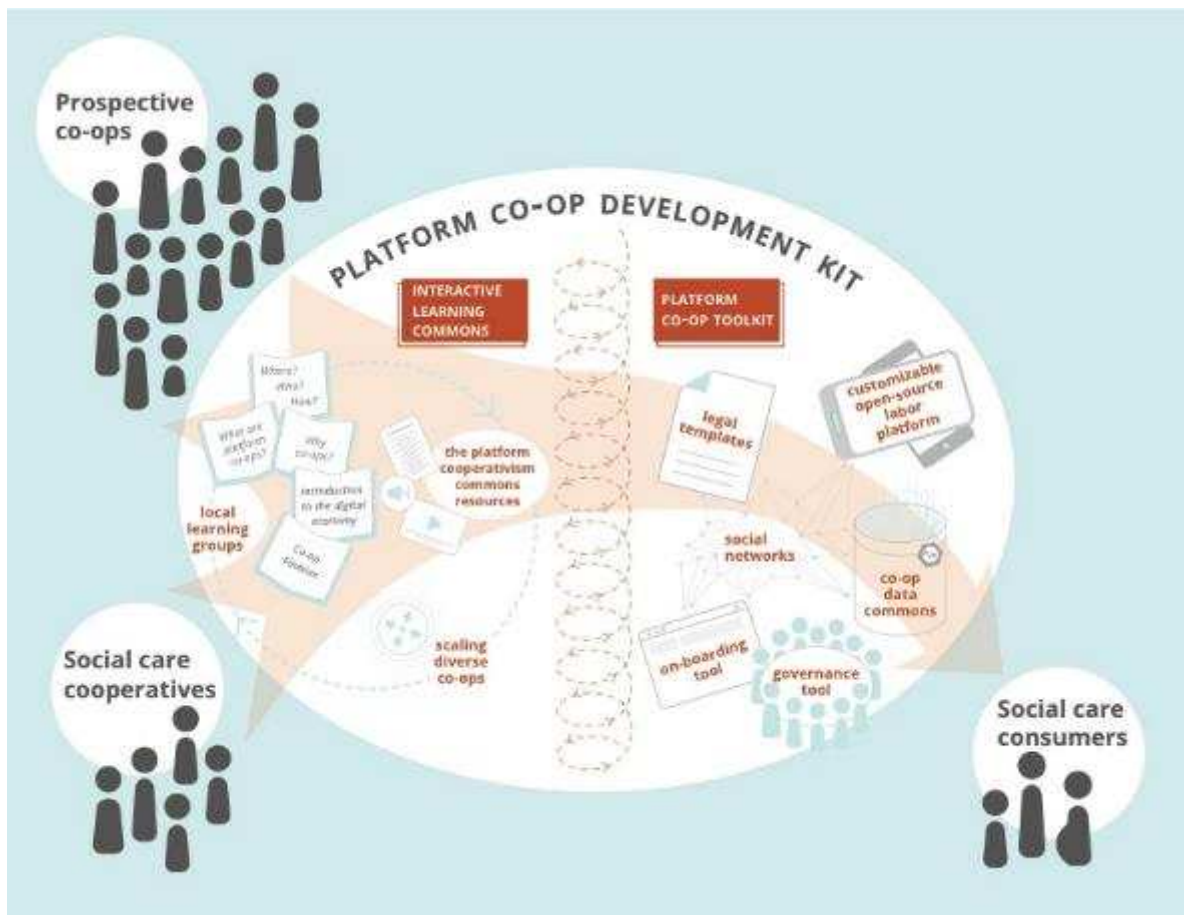 Prospective
co-ops
PLATFORM CO-OP DEVELOPMENT KIT
INTERACTIVE
LEARNING
COMMONS
PLATFORM
CO-OP TOOLKIT
Where?
Who?
How?
What are
platform
co-ops?
Why
co-ops?
Introduction
to the digital
economy
Co-op
local
learning
groups
the platform
cooperativism
commons
resources
scaling
diverse
co-ops
legal
templates
customizable
open-source
labor
platform
social
networks
co-op
data
commons
on-boarding
tool
governance
tool
Social care
cooperatives
Social care
consumers